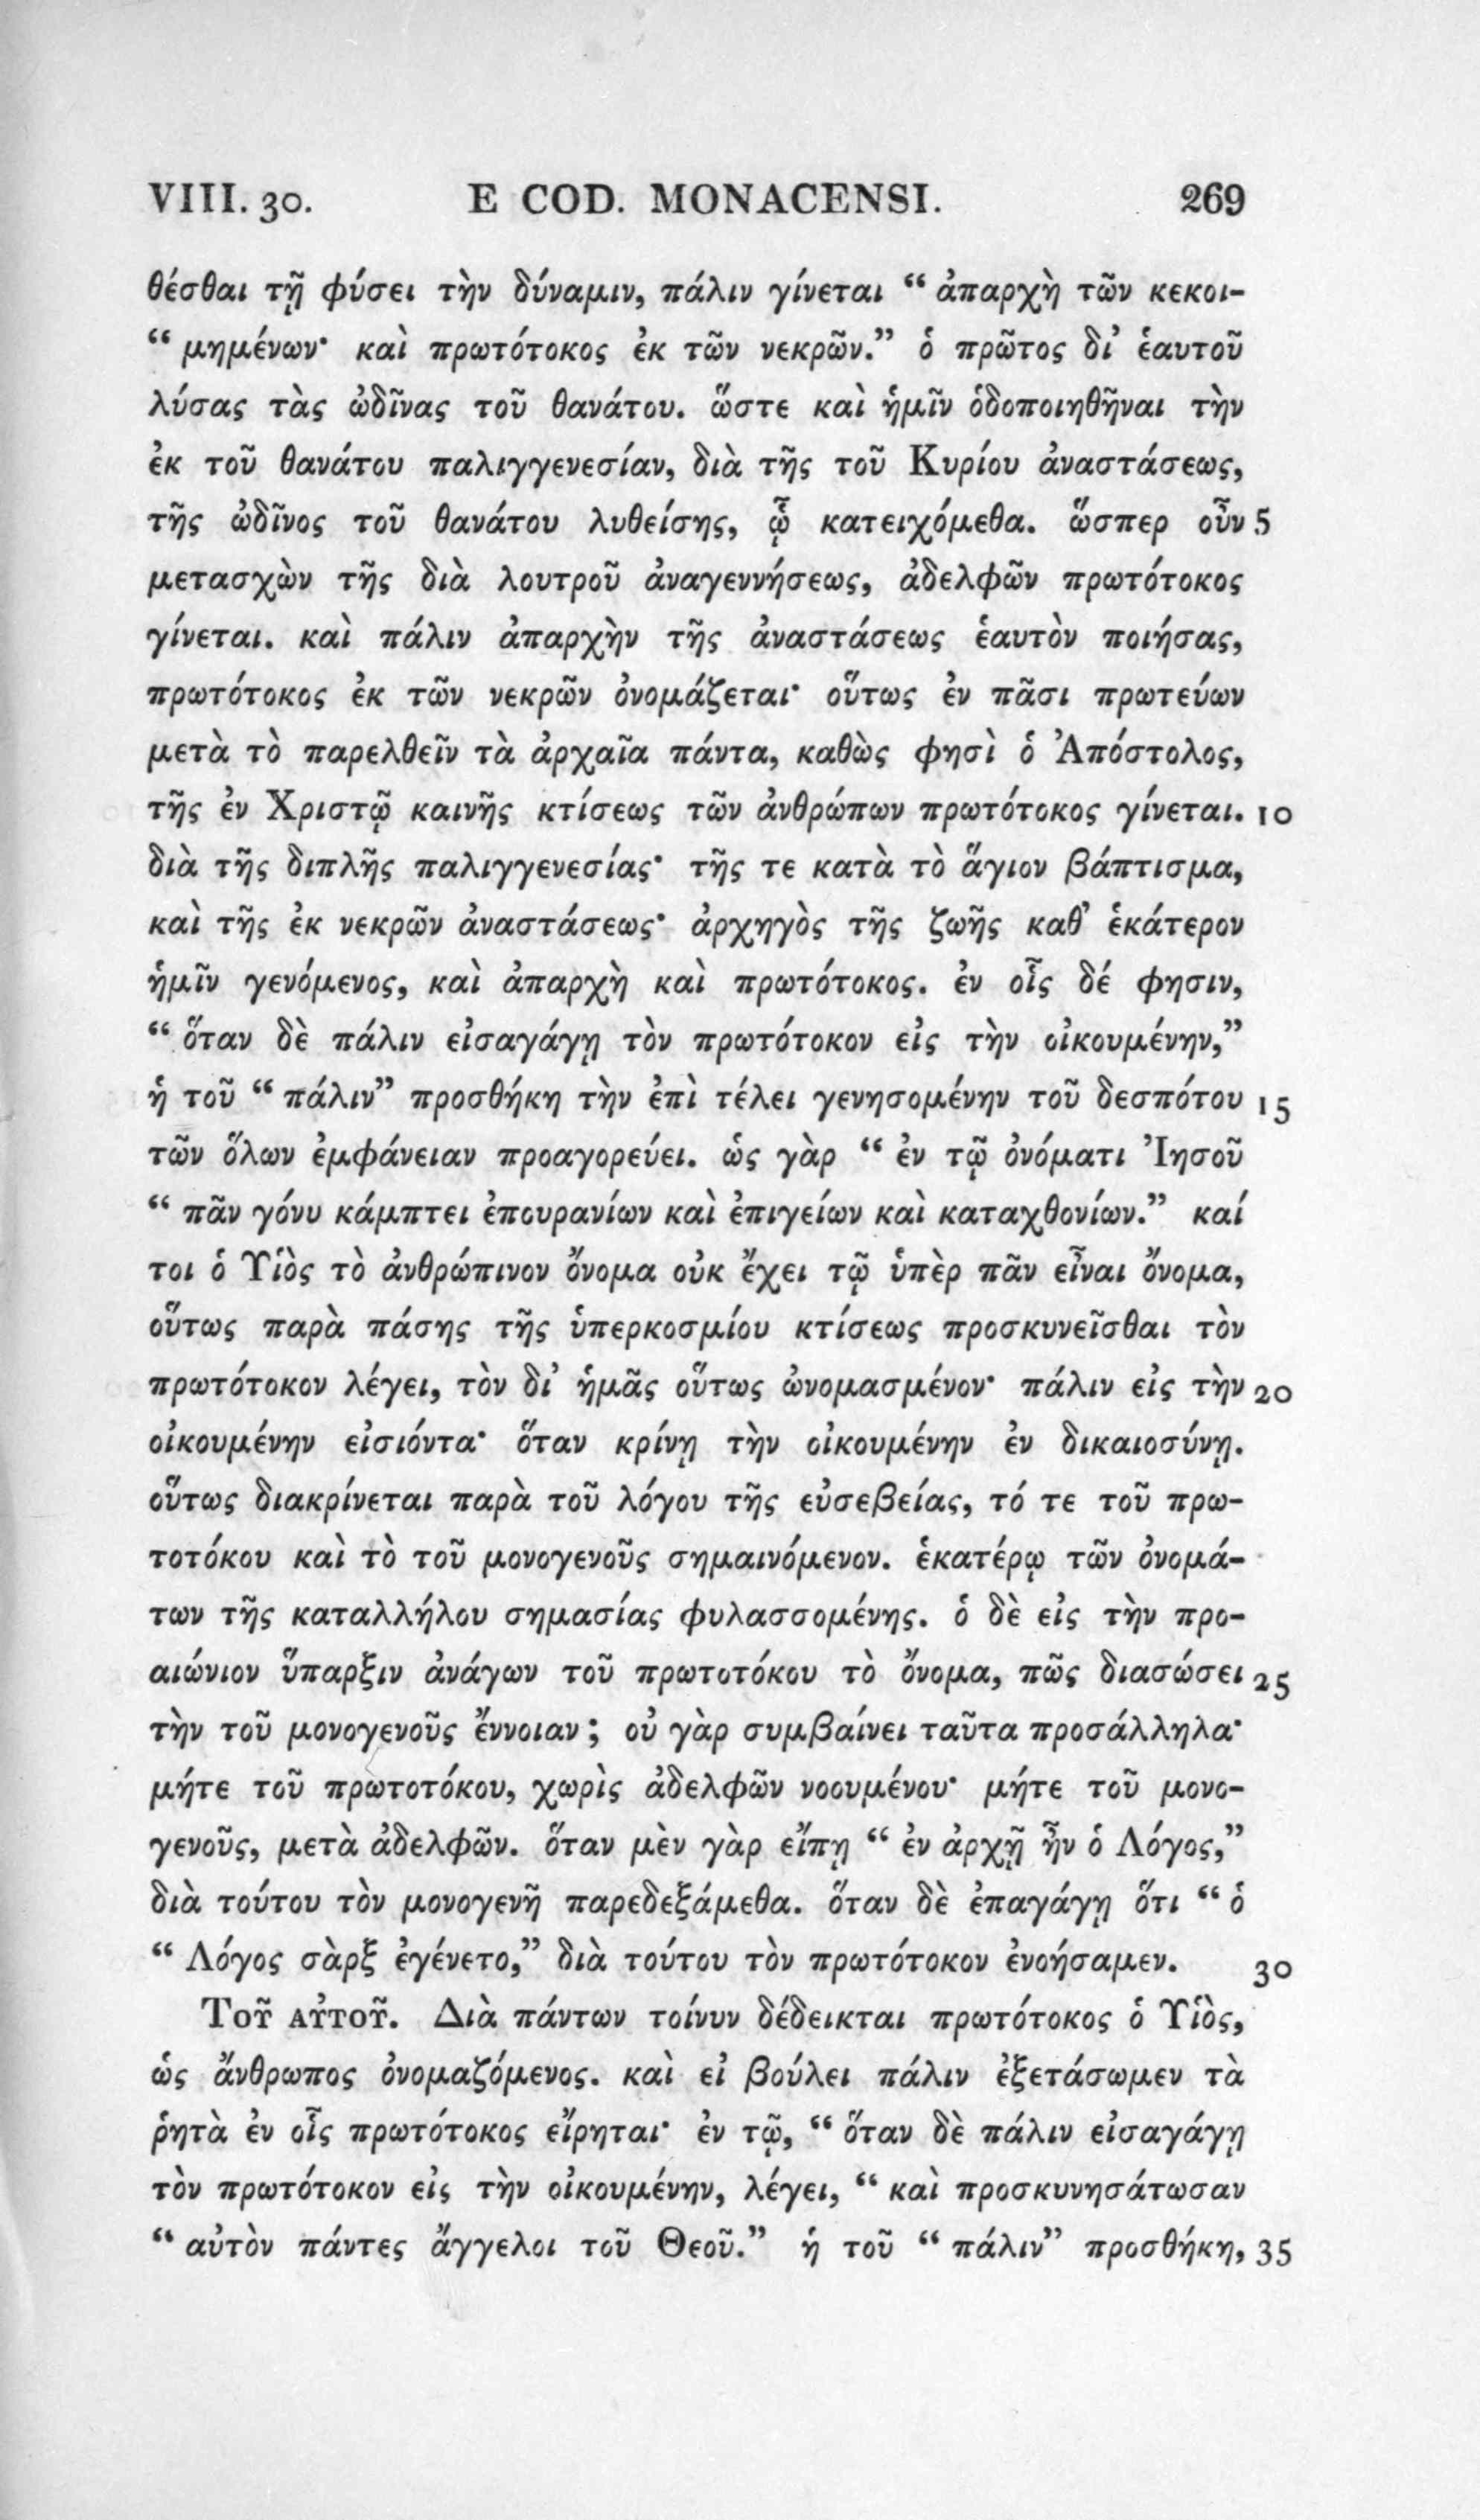 VIII. 30. E COD. MONACENSI. 269
θέσθαι τῇ φύσει τὴν δύναμιν, πάλιν γίνεται “ ἀπαρχὴ τῶν κεκοι-
“ μημένων· καὶ πρωτότοκος ἐκ τῶν νεκρῶν.” ὁ πρῶτος δι’ ἑαυτοῦ
λύσας τὰς ὠδῖνας τοῦ θανάτου. ὥστε καὶ ἡμῖν ὁδοποιηθῆναι τὴν
ἐκ τοῦ θανάτου παλιγγενεσίαν, διὰ τῆς τοῦ Κυρίου ἀναστάσεως,
τῆς ὠδῖνος τοῦ θανάτου λυθείσης, ᾧ κατειχόμεθα. ὥσπερ οὖν 5
μετασχὼν τῆς διὰ λουτροῦ ἀναγεννήσεως, ἀδελφῶν πρωτότοκος
γίνεται. καὶ πάλιν ἀπαρχὴν τῆς ἀναστάσεως ἑαυτὸν ποιήσας,
πρωτότοκος ἐκ τῶν νεκρῶν ὀνομάζεται· οὕτως ἐν πᾶσι πρωτεύων
μετὰ τὸ παρελθεῖν τὰ ἀρχαῖα πάντα, καθὼς φησὶ ὁ Ἀπόστολος,
τῆς ἐν Χριστῷ καινῆς κτίσεως τῶν ἀνθρώπων πρωτότοκος γίνεται. 10
διὰ τῆς διπλῆς παλιγγενεσίας· τῆς τε κατὰ τὸ ἅγιον βάπτισμα,
καὶ τῆς ἐκ νεκρῶν ἀναστάσεως· ἀρχηγὸς τῆς ζωῆς καθ’ ἑκάτερον
ἡμῖν γενόμενος, καὶ ἀπαρχὴ καὶ πρωτότοκος. ἐν οἷς δέ φησιν,
“ ὅταν δὲ πάλιν εἰσαγάγῃ τὸν πρωτότοκον εἰς τὴν οἰκουμένην,”
ἡ τοῦ “ πάλιν” προσθήκη τὴν ἐπὶ τέλει γενησομένην τοῦ δεσπότου 15
τῶν ὅλων ἐμφάνειαν προαγορεύει. ὡς γὰρ “ ἐν τῷ ὀνόματι Ἰησοῦ
“ πᾶν γόνυ κάμπτει ἐπουρανίων καὶ ἐπιγείων καὶ καταχθονίων.” καί
τοι ὁ Υἱὸς τὸ ἀνθρώπινον ὄνομα οὐκ ἔχει τῷ ὑπὲρ πᾶν εἶναι ὄνομα,
οὕτως παρὰ πάσης τῆς ὑπερκοσμίου κτίσεως προσκυνεῖσθαι τὸν
πρωτότοκον λέγει, τὸν δι’ ἡμᾶς οὕτως ὠνομασμένον· πάλιν εἰς τὴν 20
οἰκουμένην εἰσιόντα· ὅταν κρίνῃ τὴν οἰκουμένην ἐν δικαιοσύνῃ.
οὕτως διακρίνεται παρὰ τοῦ λόγου τῆς εὐσεβείας, τό τε τοῦ πρω-
τοτόκου καὶ τὸ τοῦ μονογενοῦς σημαινόμενον. ἑκατέρῳ τῶν ὀνομά-
των τῆς καταλλήλου σημασίας φυλασσομένης. ὁ δὲ εἰς τὴν προ-
αιώνιον ὕπαρξιν ἀνάγων τοῦ πρωτοτόκου τὸ ὄνομα, πῶς διασώσει 25
τὴν τοῦ μονογενοῦς ἔννοιαν ; οὐ γὰρ συμβαίνει ταῦτα προσάλληλα·
μήτε τοῦ πρωτοτόκου, χωρὶς ἀδελφῶν νοουμένου· μήτε τοῦ μονο-
γενοῦς, μετὰ ἀδελφῶν. ὅταν μὲν γὰρ εἴπῃ “ ἐν ἀρχῇ ἦν ὁ Λόγος,”
διὰ τούτου τὸν μονογενῆ παρεδεξάμεθα. ὅταν δὲ ἐπαγάγῃ ὅτι “ ὁ
“ Λόγος σὰρξ ἐγένετο,” διὰ τούτου τὸν πρωτότοκον ἐνοήσαμεν. 30
Τοῦ αὐτοῦ. Διὰ πάντων τοίνυν δέδεικται πρωτότοκος ὁ Υἱὸς,
ὡς ἄνθρωπος ὀνομαζόμενος. καὶ εἰ βούλει πάλιν ἐξετάσωμεν τὰ
ῥητὰ ἐν οἷς πρωτότοκος εἴρηται· ἐν τῷ, “ ὅταν δὲ πάλιν εἰσαγάγῃ
τὸν πρωτότοκον εἰς τὴν οἰκουμένην, λέγει, “ καὶ προσκυνησάτωσαν
“ αὐτὸν πάντες ἄγγελοι τοῦ Θεοῦ.” ἡ τοῦ “ πάλιν” προσθήκη, 35